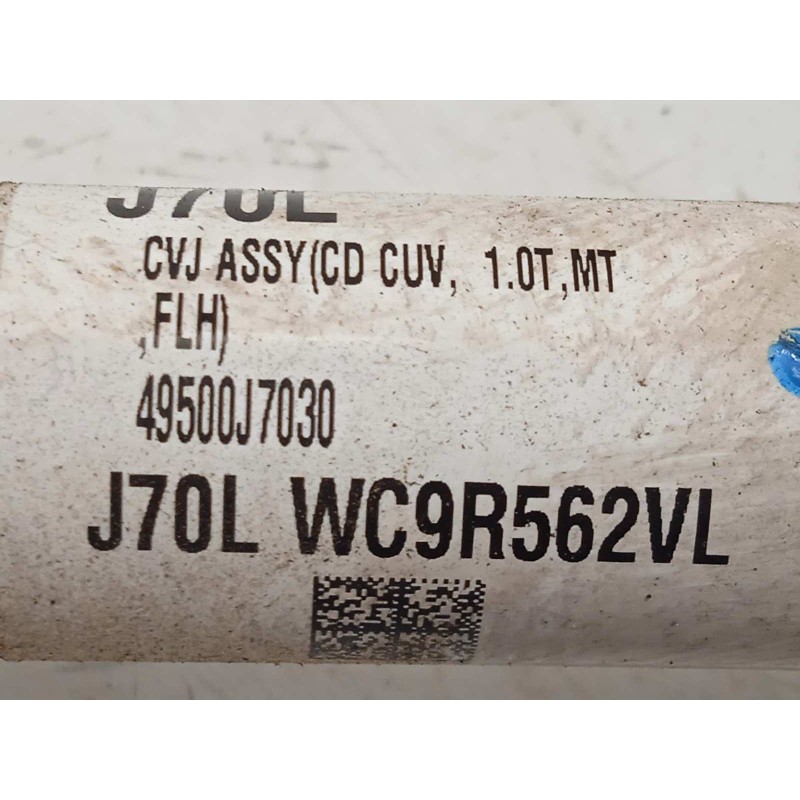 J70L
CVJ ASSY(CD CUV, 1.0T,MT
,FLH)
49500J7030
J70L WC9R562VL